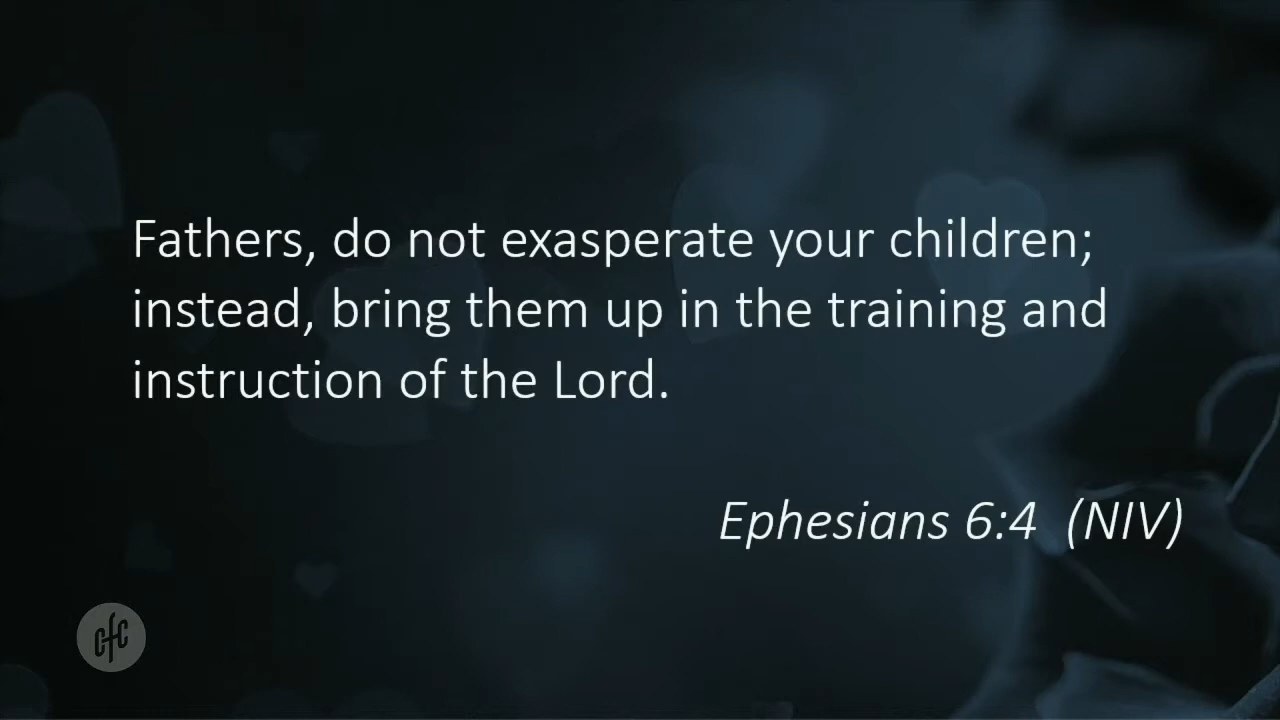 Fathers, do not exasperate your children;
instead, bring them up in the training and
instruction of the Lord.
Ephesians 6:4 (NIV)
cfc